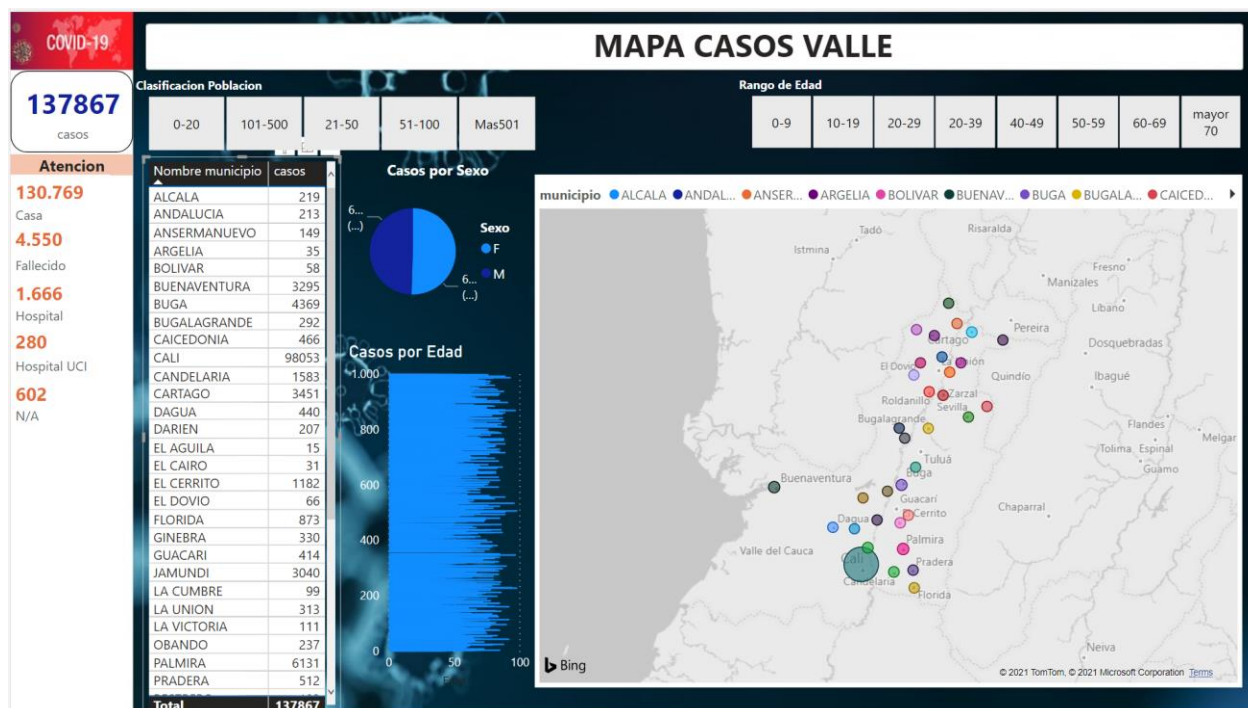 COVID-19
MAPA CASOS VALLE
137867
casos
Clasificacion Poblacion
0-20
101-500
21-50
51-100
Mas501
Rango de Edad
0-9
10-19
20-29
20-39
40-49
50-59
60-69
mayor
70
Atencion
130.769
Casa
4.550
Fallecido
1.666
Hospital
280
Hospital UCI
602
N/A
Nombre municipio casos
ALCALA 219
ANDALUCIA 213
ANSERMANUEVO 149
ARGELIA 35
BOLIVAR 58
BUENAVENTURA 3295
BUGA 4369
BUGALAGRANDE 292
CAICEDONIA 466
CALI 98053
CANDELARIA 1583
CARTAGO 3451
DAGUA 440
DARIEN 207
EL AGUILA 15
EL CAIRO 31
EL CERRITO 1182
EL DOVIO 66
FLORIDA 873
GINEBRA 330
GUACARI 414
JAMUNDI 3040
LA CUMBRE 99
LA UNION 313
LA VICTORIA 111
OBANDO 237
PALMIRA 6131
PRADERA 512
Total 137867
Casos por Sexo
6...
(...)
6...
(...)
Sexo
F
M
Casos por Edad
1.000
800
600
400
200
0
0 50 100
municipio ALCALA ANDAL... ANSER... ARGELIA BOLIVAR BUENAV... BUGA BUGALA... CAICED...
Tadó
Risaralda
Istmina
Fresno
Manizales
Líbano
Pereira
Cartago
Dosquebradas
El Dovio
La Unión
Quindío
Ibagué
Roldanillo
Zarzal
Sevilla
Bugalagrande
Flandes
Melgar
Tuluá
Tolima
Espinal
Buga
Guamo
Buenaventura
Guacarí
Chaparral
Dagua
Cerrito
Valle del Cauca
Palmira
Cali
Pradera
Candelaria
Florida
Neiva
Bing
© 2021 TomTom, © 2021 Microsoft Corporation Terms